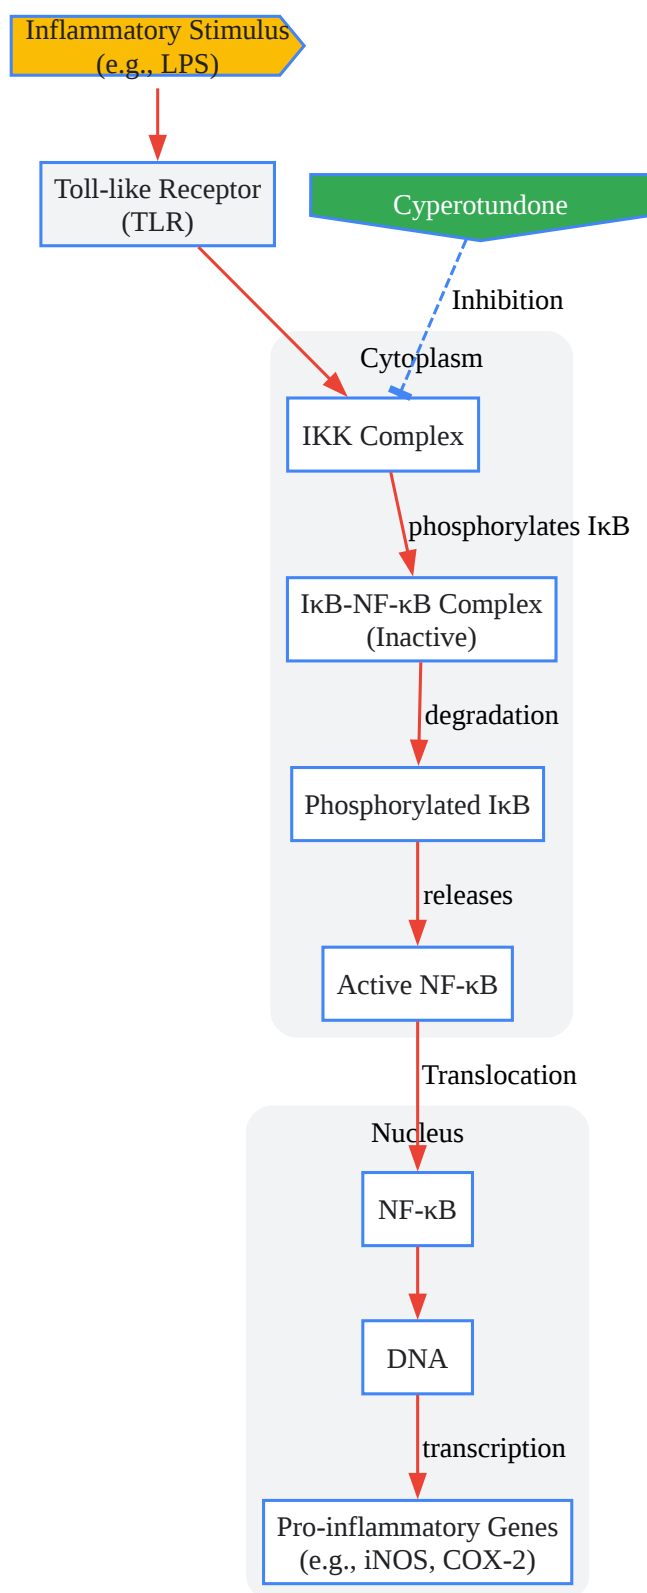 Inflammatory Stimulus
(e.g., LPS)
Toll-like Receptor
(TLR)
Cyperotundone
Inhibition
Cytoplasm
IKK Complex
phosphorylates IκB
IκB-NF-κB Complex
(Inactive)
degradation
Phosphorylated IκB
releases
Active NF-κB
Translocation
Nucleus
NF-κB
DNA
transcription
Pro-inflammatory Genes
(e.g., iNOS, COX-2)